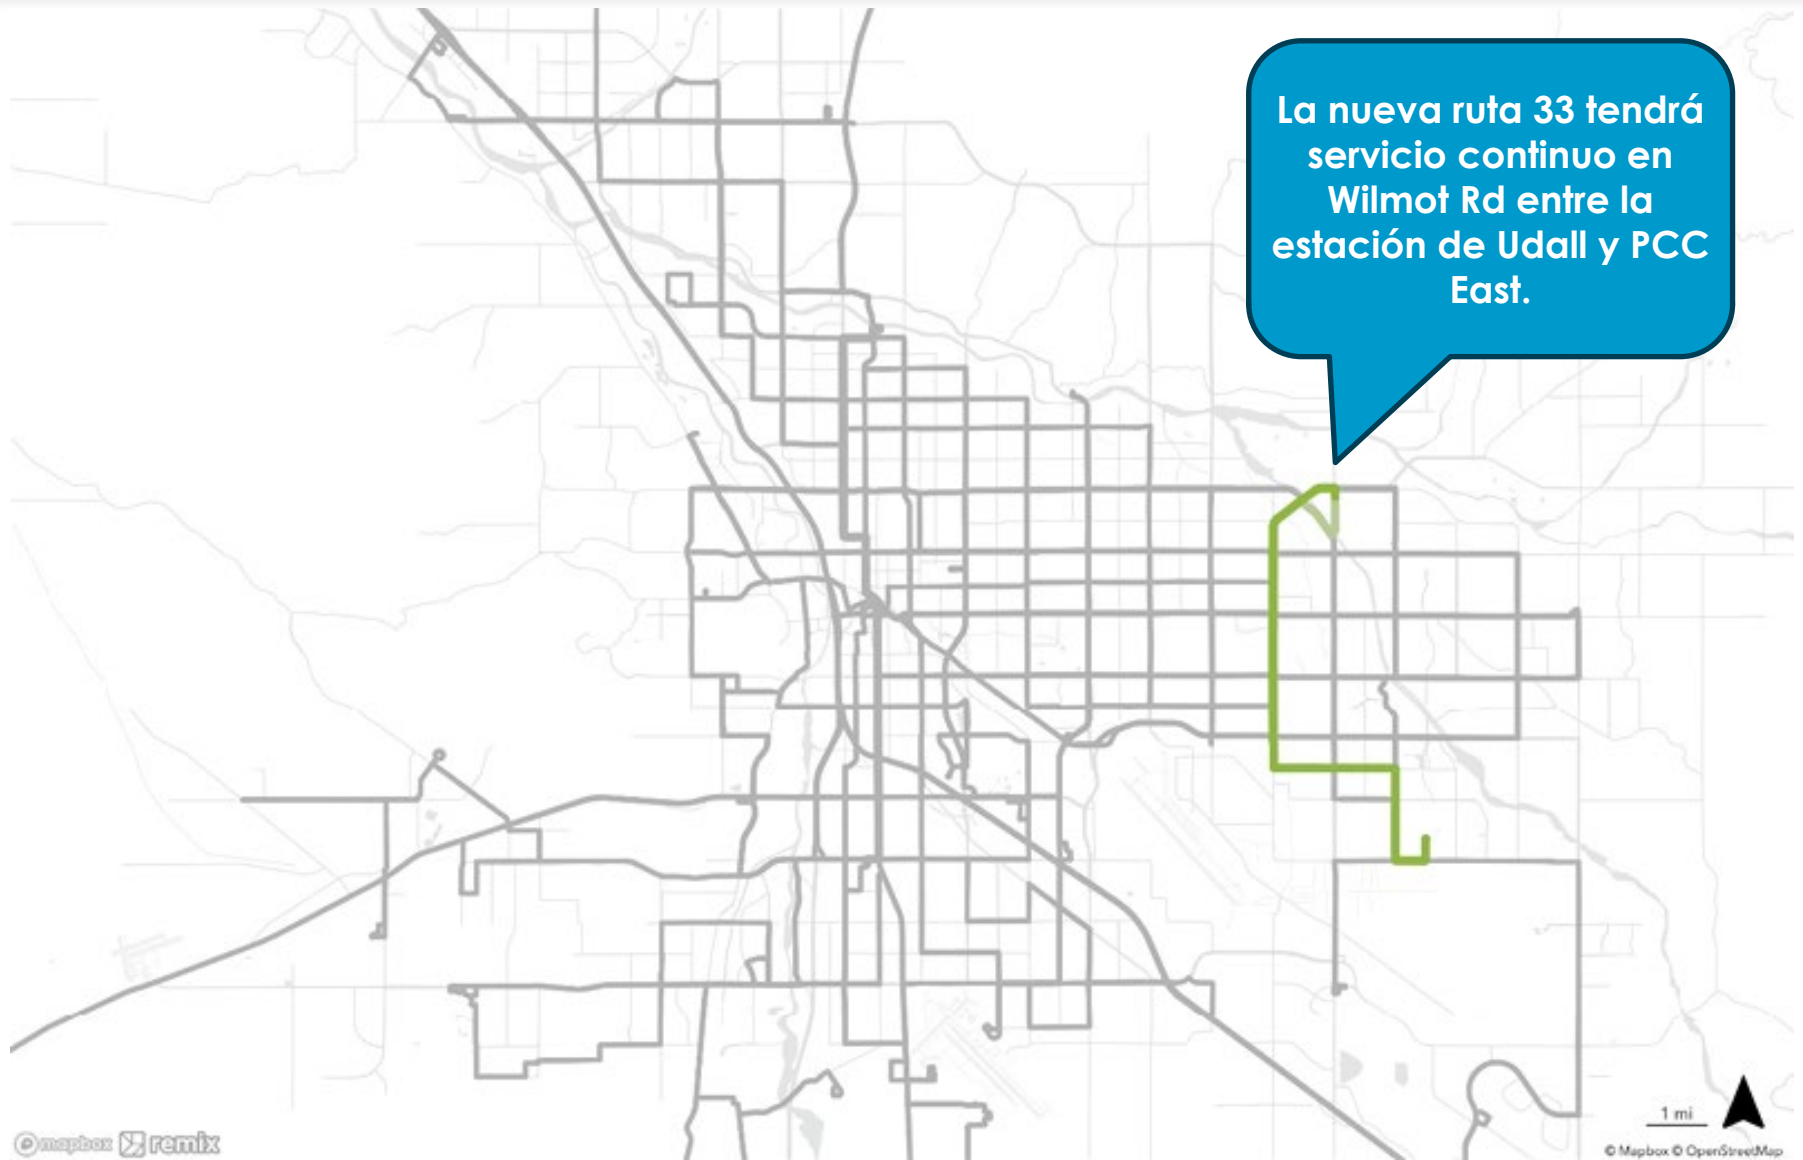 La nueva ruta 33 tendrá
servicio continuo en
Wilmot Rd entre la
estación de Udall y PCC
East.
1 mi
mapbox remix
© Mapbox © OpenStreetMap